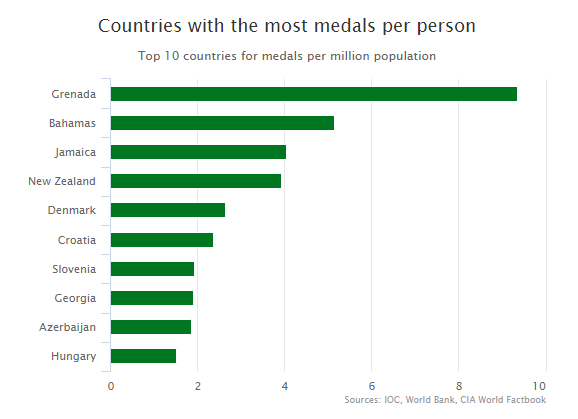 Countries with the most medals per person
Top 10 countries for medals per million population
Grenada
Bahamas
Jamaica
New Zealand
Denmark
Croatia
Slovenia
Georgia
Azerbaijan
Hungary
0 2 4 6 8 10
Sources: IOC, World Bank, CIA World Factbook